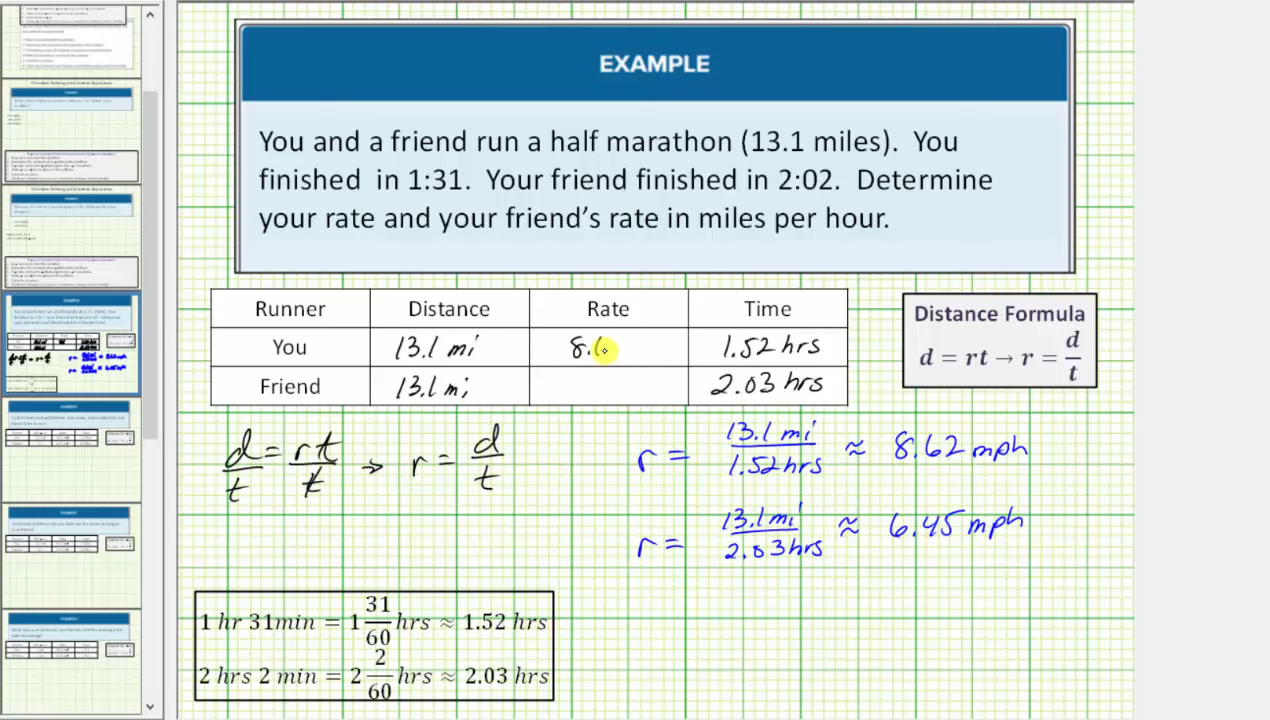 EXAMPLE
You and a friend run a half marathon (13.1 miles). You
finished in 1:31. Your friend finished in 2:02. Determine
your rate and your friend's rate in miles per hour.
Runner Distance Rate Time
You 13.1 mi 8.6 1.52 hrs
Friend 13.1 mi 2.03 hrs
Distance Formula
d = rt → r = d/t
d/t = rt/t → r = d/t
r = 13.1 mi/1.52 hrs ≈ 8.62 mph
r = 13.1 mi/2.03 hrs ≈ 6.45 mph
1 hr 31min = 1 31/60 hrs ≈ 1.52 hrs
2 hrs 2 min = 2 2/60 hrs ≈ 2.03 hrs